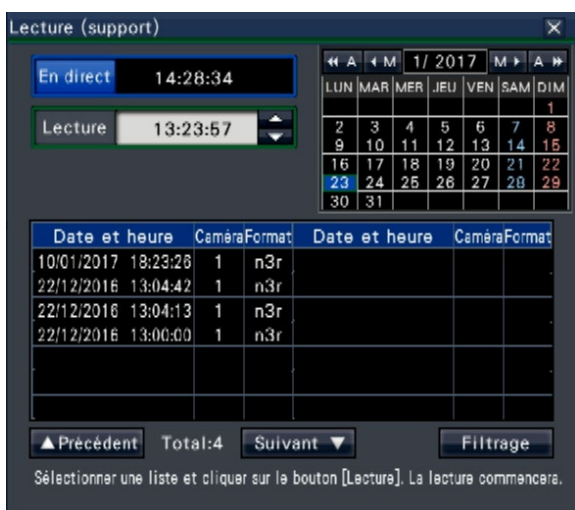 Lecture (support)
En direct 14:28:34
Lecture 13:23:57
A M 1/ 2017 M A
LUN MAR MER JEU VEN SAM DIM
1
2 3 4 5 6 7 8
9 10 11 12 13 14 15
16 17 18 19 20 21 22
23 24 25 26 27 28 29
30 31
Date et heure Caméra Format Date et heure Caméra Format
10/01/2017 18:23:26 1 n3r
22/12/2016 13:04:42 1 n3r
22/12/2016 13:04:13 1 n3r
22/12/2016 13:00:00 1 n3r
▲Précédent Total:4 Suivant ▼ Filtrage
Sélectionner une liste et cliquer sur le bouton [Lecture]. La lecture commencera.